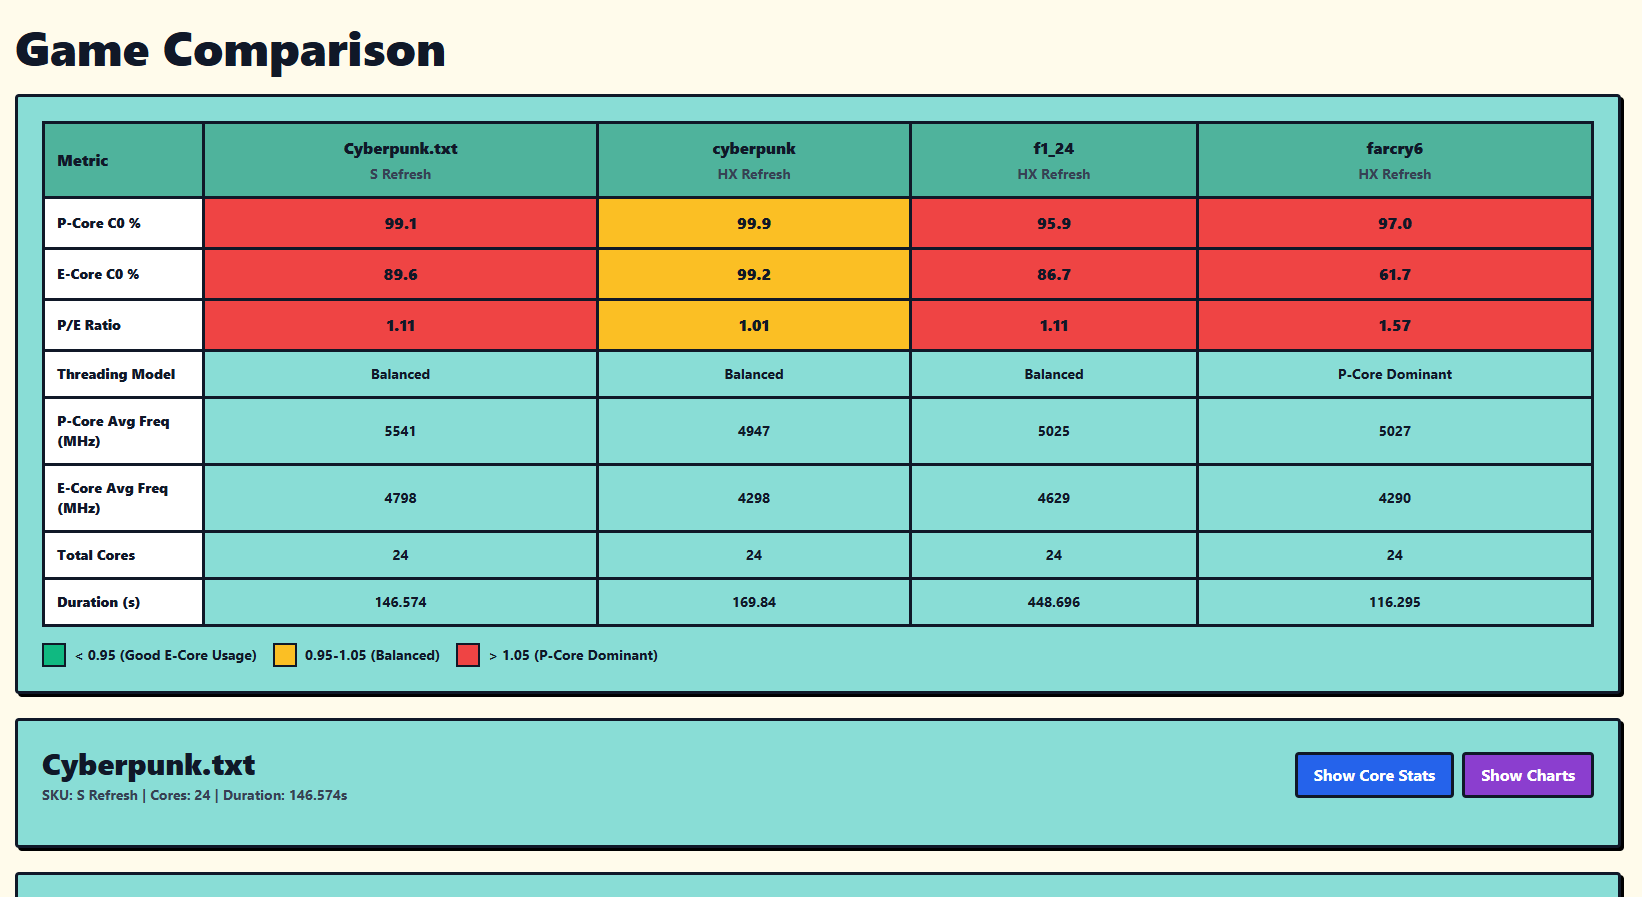 Game Comparison
Metric
Cyberpunk.txt
S Refresh
cyberpunk
HX Refresh
f1_24
HX Refresh
farcry6
HX Refresh
P-Core C0 %
99.1
99.9
95.9
97.0
E-Core C0 %
89.6
99.2
86.7
61.7
P/E Ratio
1.11
1.01
1.11
1.57
Threading Model
Balanced
Balanced
Balanced
P-Core Dominant
P-Core Avg Freq
(MHz)
5541
4947
5025
5027
E-Core Avg Freq
(MHz)
4798
4298
4629
4290
Total Cores
24
24
24
24
Duration (s)
146.574
169.84
448.696
116.295
< 0.95 (Good E-Core Usage)
0.95-1.05 (Balanced)
> 1.05 (P-Core Dominant)
Cyberpunk.txt
SKU: S Refresh | Cores: 24 | Duration: 146.574s
Show Core Stats
Show Charts